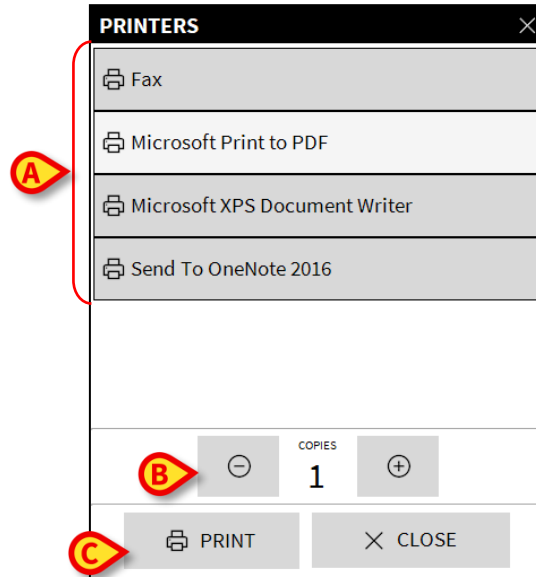 PRINTERS
Fax
Microsoft Print to PDF
A
Microsoft XPS Document Writer
Send To OneNote 2016
COPIES
B
1
C
PRINT
CLOSE